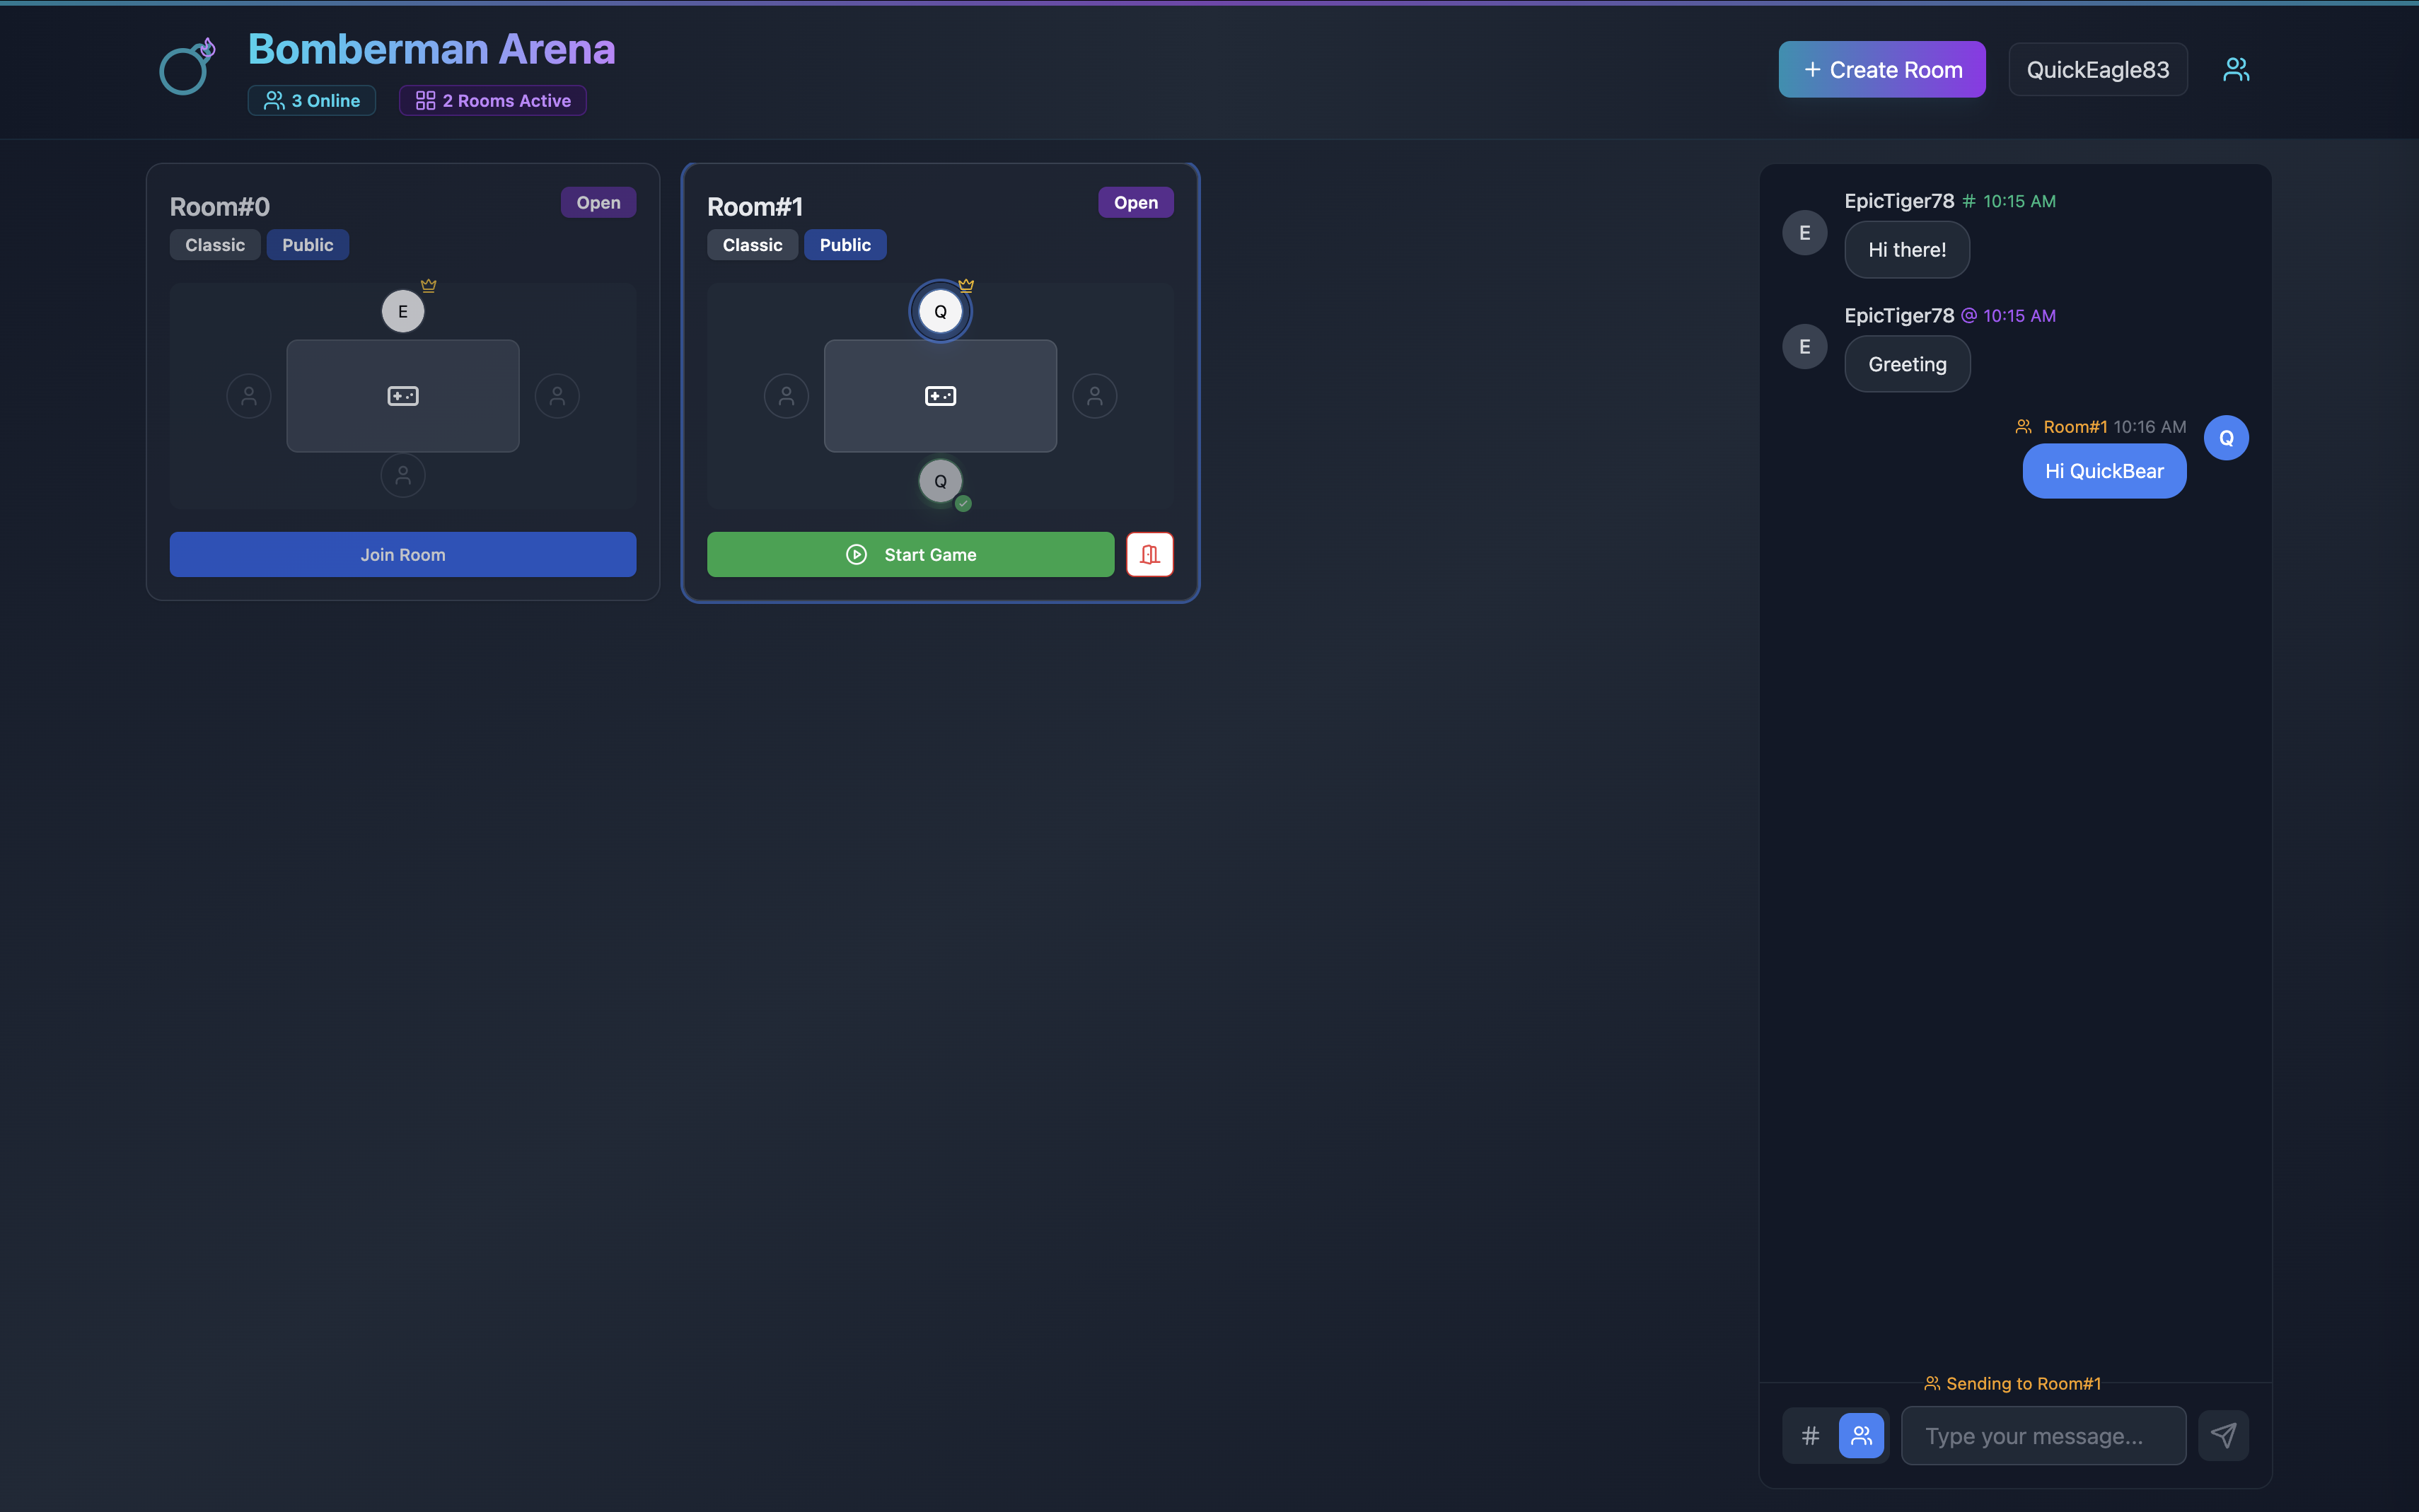 Bomberman Arena
3 Online
2 Rooms Active
+ Create Room
QuickEagle83
Room#0
Open
Classic
Public
E
Join Room
Room#1
Open
Classic
Public
Q
Q
Start Game
EpicTiger78 # 10:15 AM
E
Hi there!
EpicTiger78 @ 10:15 AM
E
Greeting
Room#1 10:16 AM
Q
Hi QuickBear
Sending to Room#1
#
Type your message...